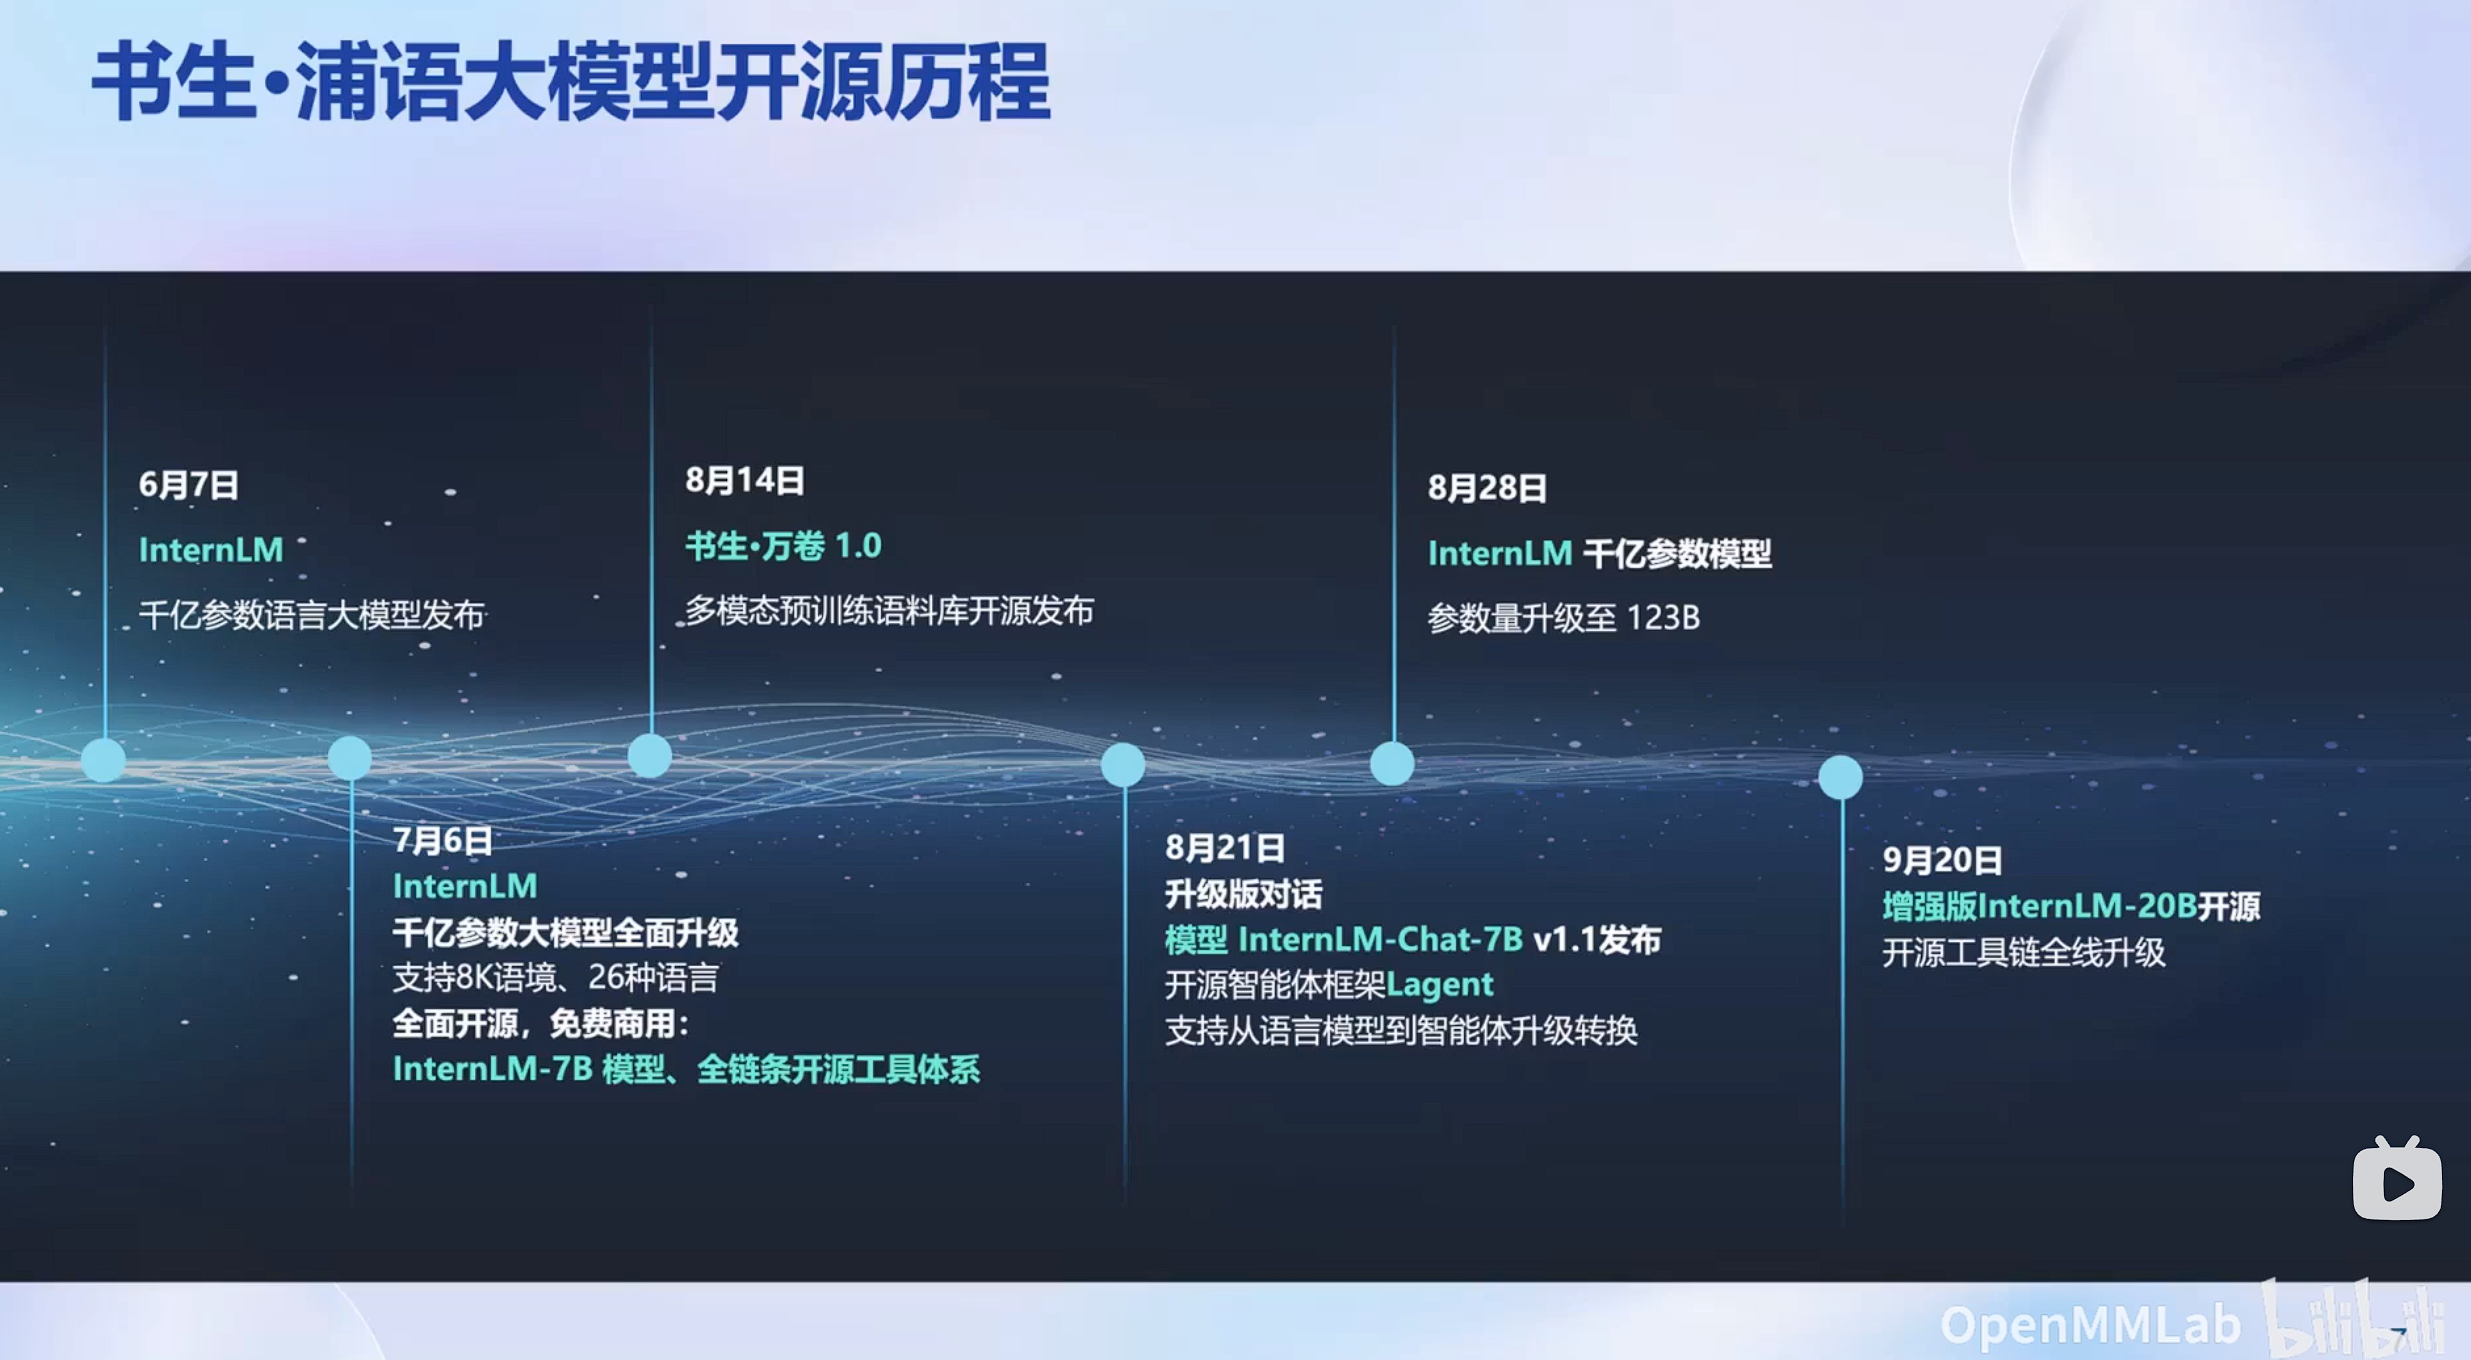 书生·浦语大模型开源历程
6月7日
InternLM
千亿参数语言大模型发布
7月6日
InternLM
千亿参数大模型全面升级
支持8K语境、26种语言
全面开源，免费商用：
InternLM-7B 模型、全链条开源工具体系
8月14日
书生·万卷 1.0
多模态预训练语料库开源发布
8月21日
升级版对话
模型 InternLM-Chat-7B v1.1发布
开源智能体框架Lagent
支持从语言模型到智能体升级转换
8月28日
InternLM 千亿参数模型
参数量升级至 123B
9月20日
增强版InternLM-20B开源
开源工具链全线升级
OpenMMLab bilibili
7